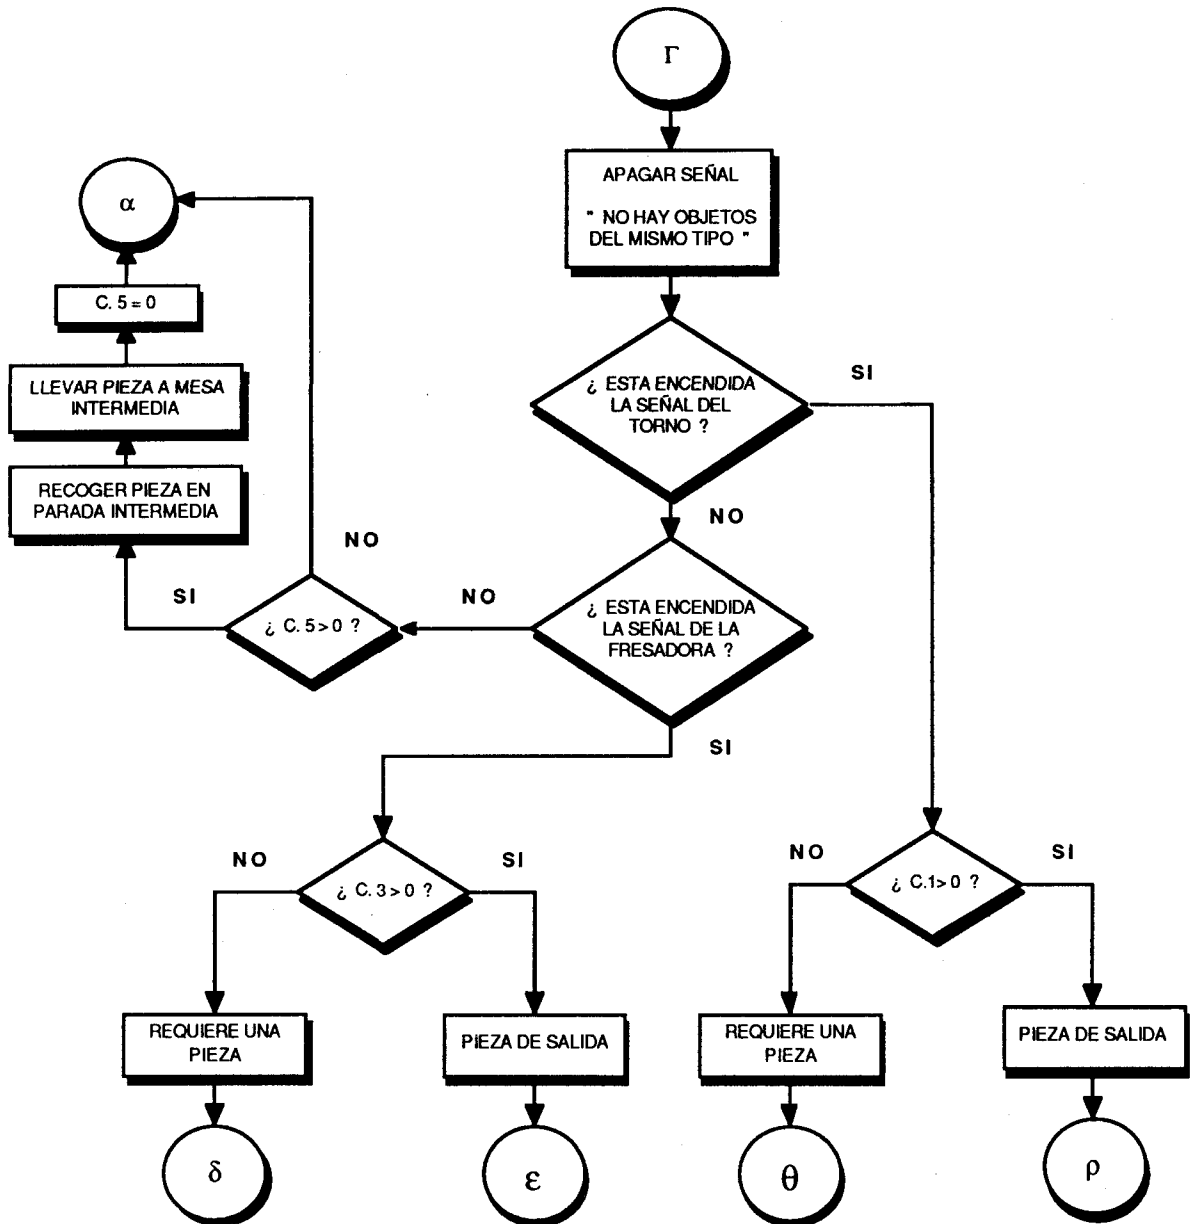 Γ
APAGAR SEÑAL
" NO HAY OBJETOS
DEL MISMO TIPO "
α
C. 5 = 0
LLEVAR PIEZA A MESA
INTERMEDIA
RECOGER PIEZA EN
PARADA INTERMEDIA
¿ ESTA ENCENDIDA
LA SEÑAL DEL
TORNO ?
SI
NO
NO
SI
¿ C. 5 > 0 ?
NO
¿ ESTA ENCENDIDA
LA SEÑAL DE LA
FRESADORA ?
SI
NO
¿ C. 3 > 0 ?
SI
NO
¿ C.1> 0 ?
SI
REQUIERE UNA
PIEZA
PIEZA DE SALIDA
REQUIERE UNA
PIEZA
PIEZA DE SALIDA
δ
ε
θ
ρ